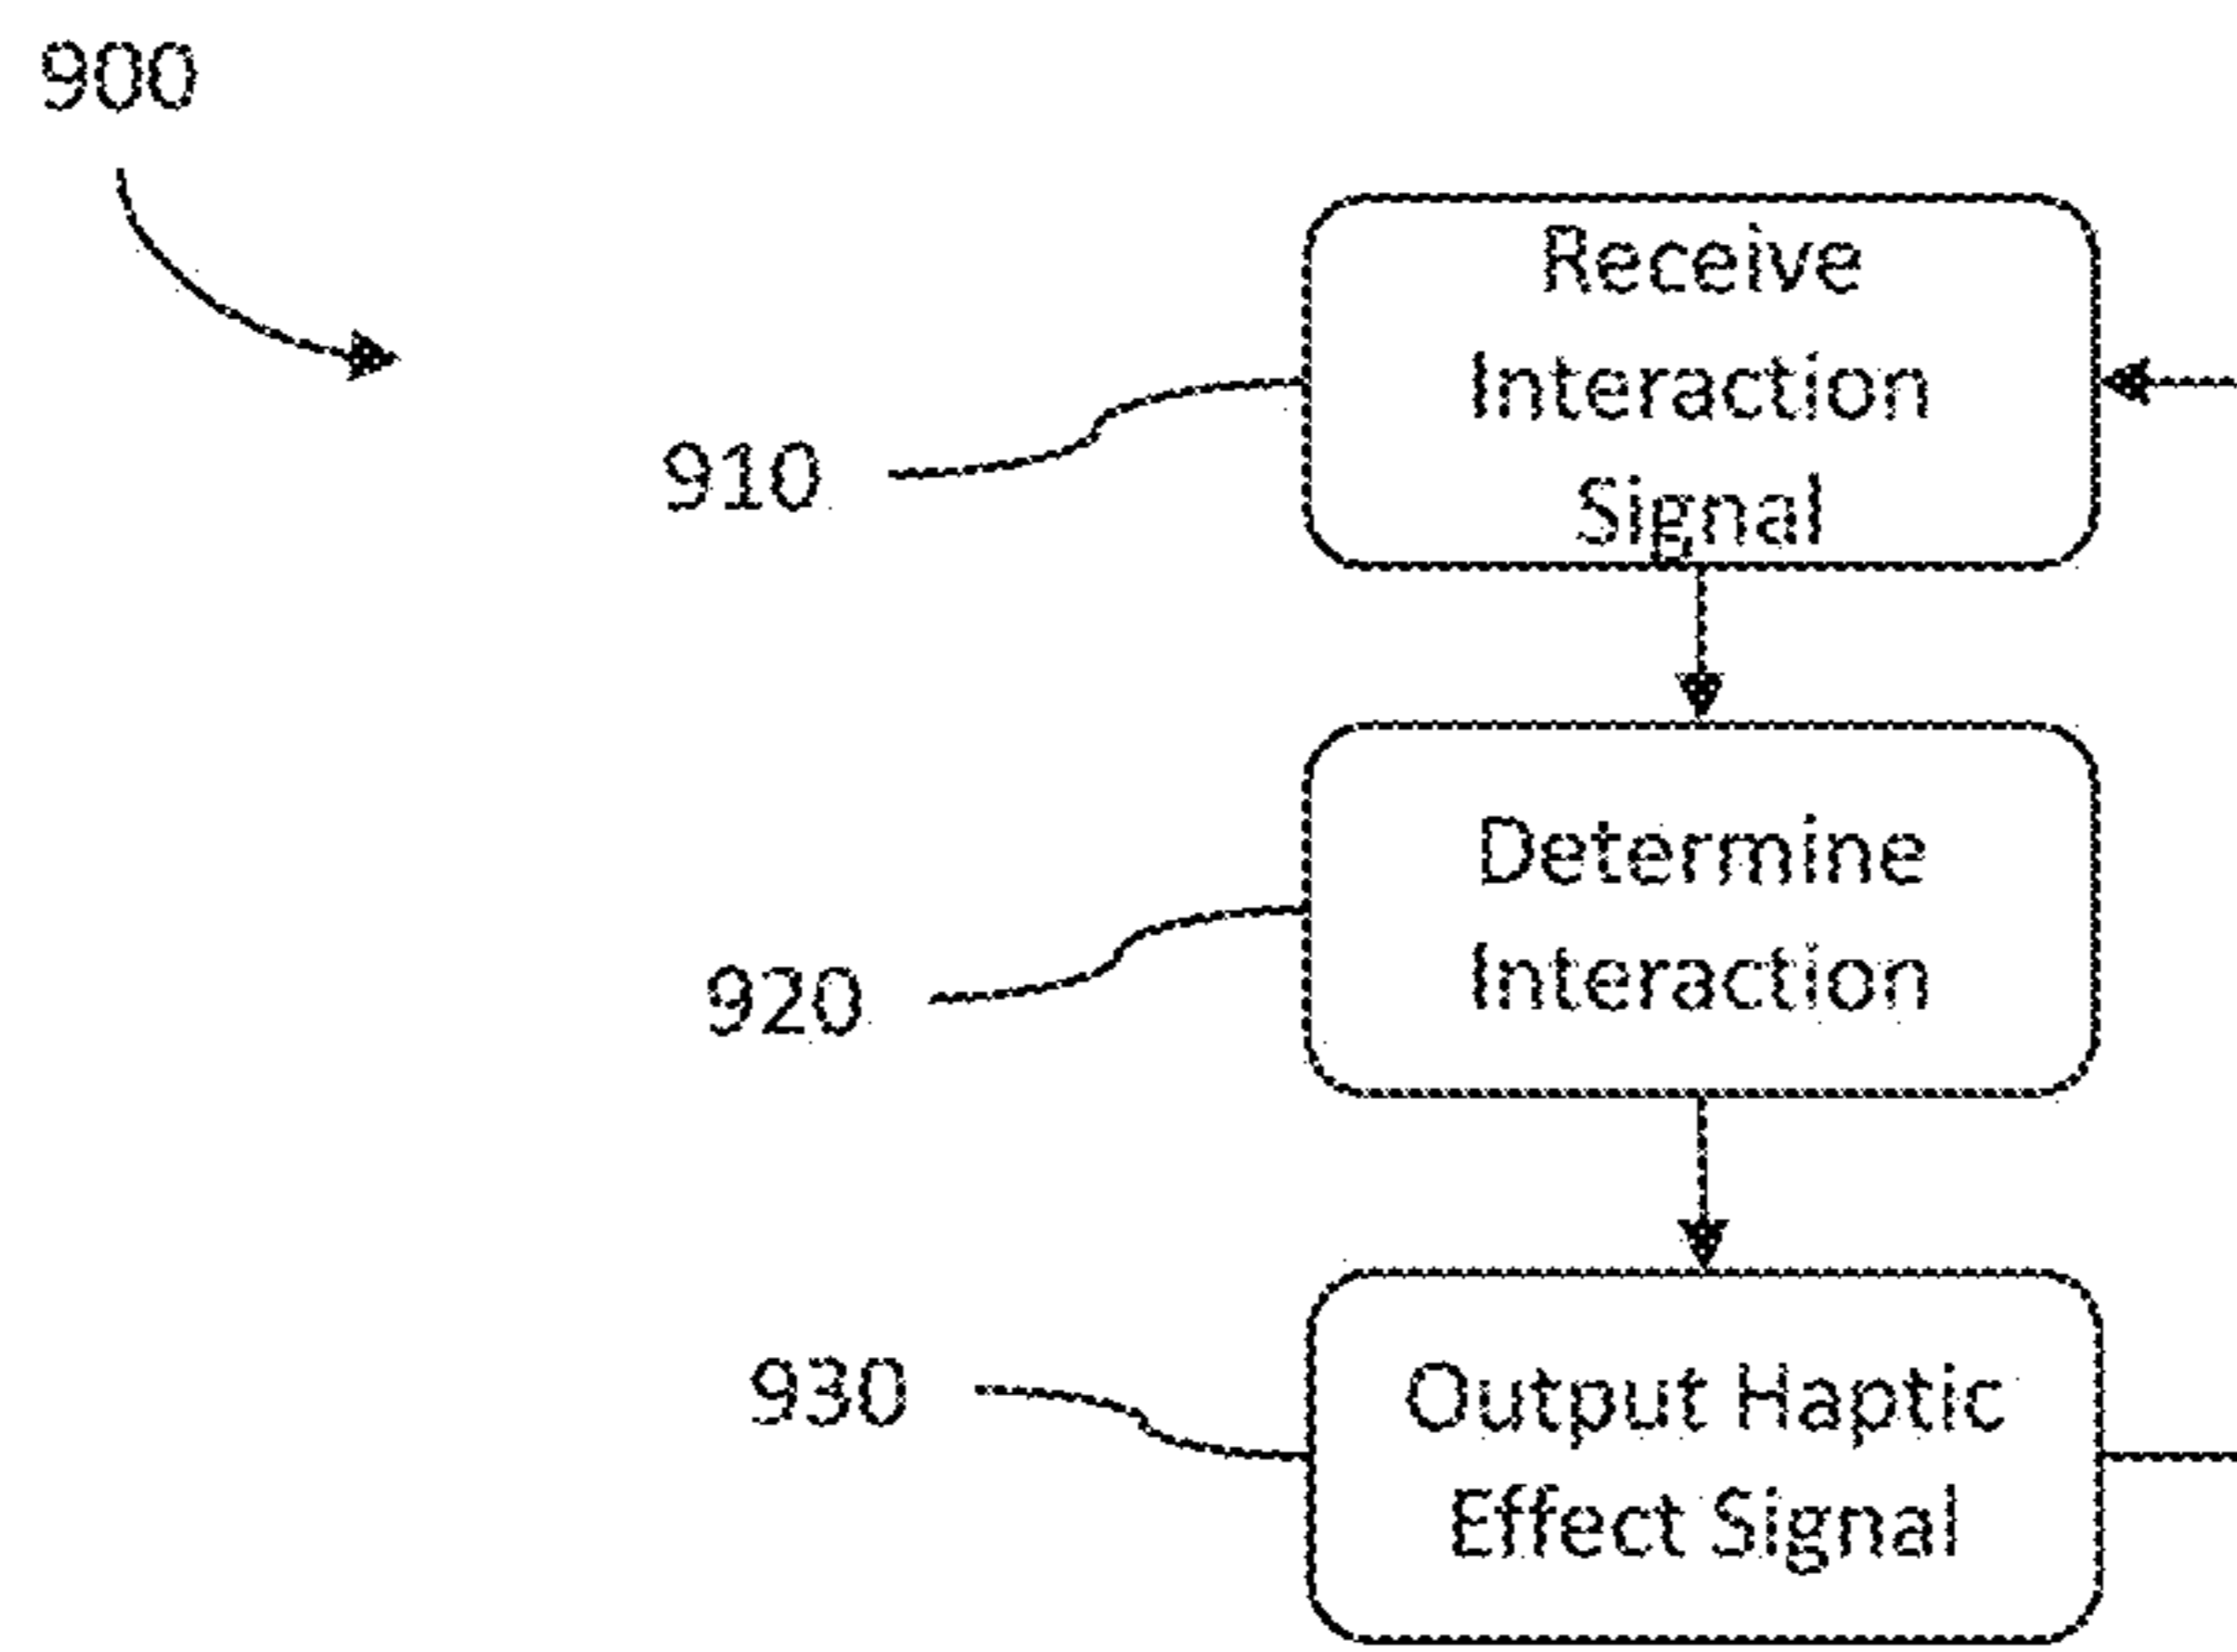 900
Receive
Interaction
Signal
910
Determine
Interaction
920
Output Haptic
Effect Signal
930